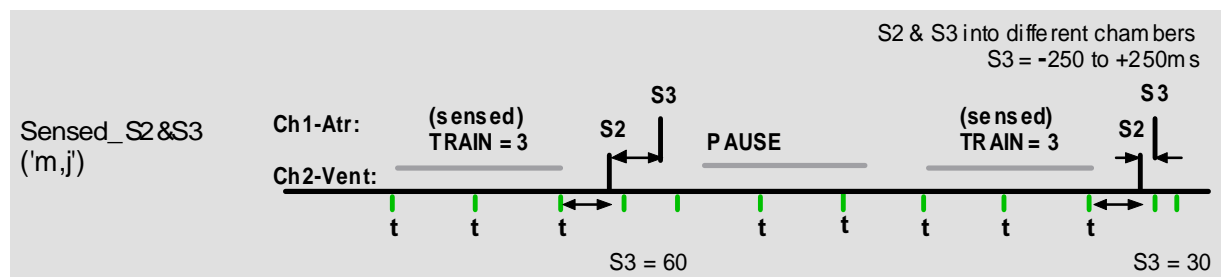 S2 & S3 into different chambers
S3 = -250 to +250ms
Sensed_S2&S3
('m,j')
Ch1-Atr:
(sensed)
TRAIN = 3
S2
S3
PAUSE
(sensed)
TRAIN = 3
S2
S3
Ch2-Vent:
t t t t t t t t
S3 = 60
S3 = 30